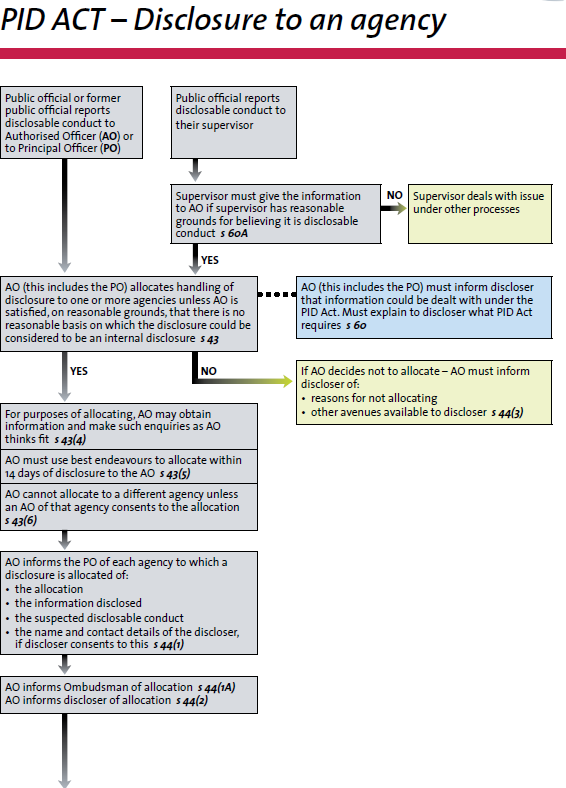 PID ACT – Disclosure to an agency
Public official or former
public official reports
disclosable conduct to
Authorised Officer (AO) or
to Principal Officer (PO)
Public official reports
disclosable conduct to
their supervisor
Supervisor must give the information
to AO if supervisor has reasonable
grounds for believing it is disclosable
conduct s 60A
NO
Supervisor deals with issue
under other processes
YES
AO (this includes the PO) allocates handling of
disclosure to one or more agencies unless AO is
satisfied, on reasonable grounds, that there is no
reasonable basis on which the disclosure could be
considered to be an internal disclosure s 43
AO (this includes the PO) must inform discloser
that information could be dealt with under the
PID Act. Must explain to discloser what PID Act
requires s 60
YES
NO
If AO decides not to allocate – AO must inform
discloser of:
• reasons for not allocating
• other avenues available to discloser s 44(3)
For purposes of allocating, AO may obtain
information and make such enquiries as AO
thinks fit s 43(4)
AO must use best endeavours to allocate within
14 days of disclosure to the AO s 43(5)
AO cannot allocate to a different agency unless
an AO of that agency consents to the allocation
s 43(6)
AO informs the PO of each agency to which a
disclosure is allocated of:
• the allocation
• the information disclosed
• the suspected disclosable conduct
• the name and contact details of the discloser,
if discloser consents to this s 44(1)
AO informs Ombudsman of allocation s 44(1A)
AO informs discloser of allocation s 44(2)